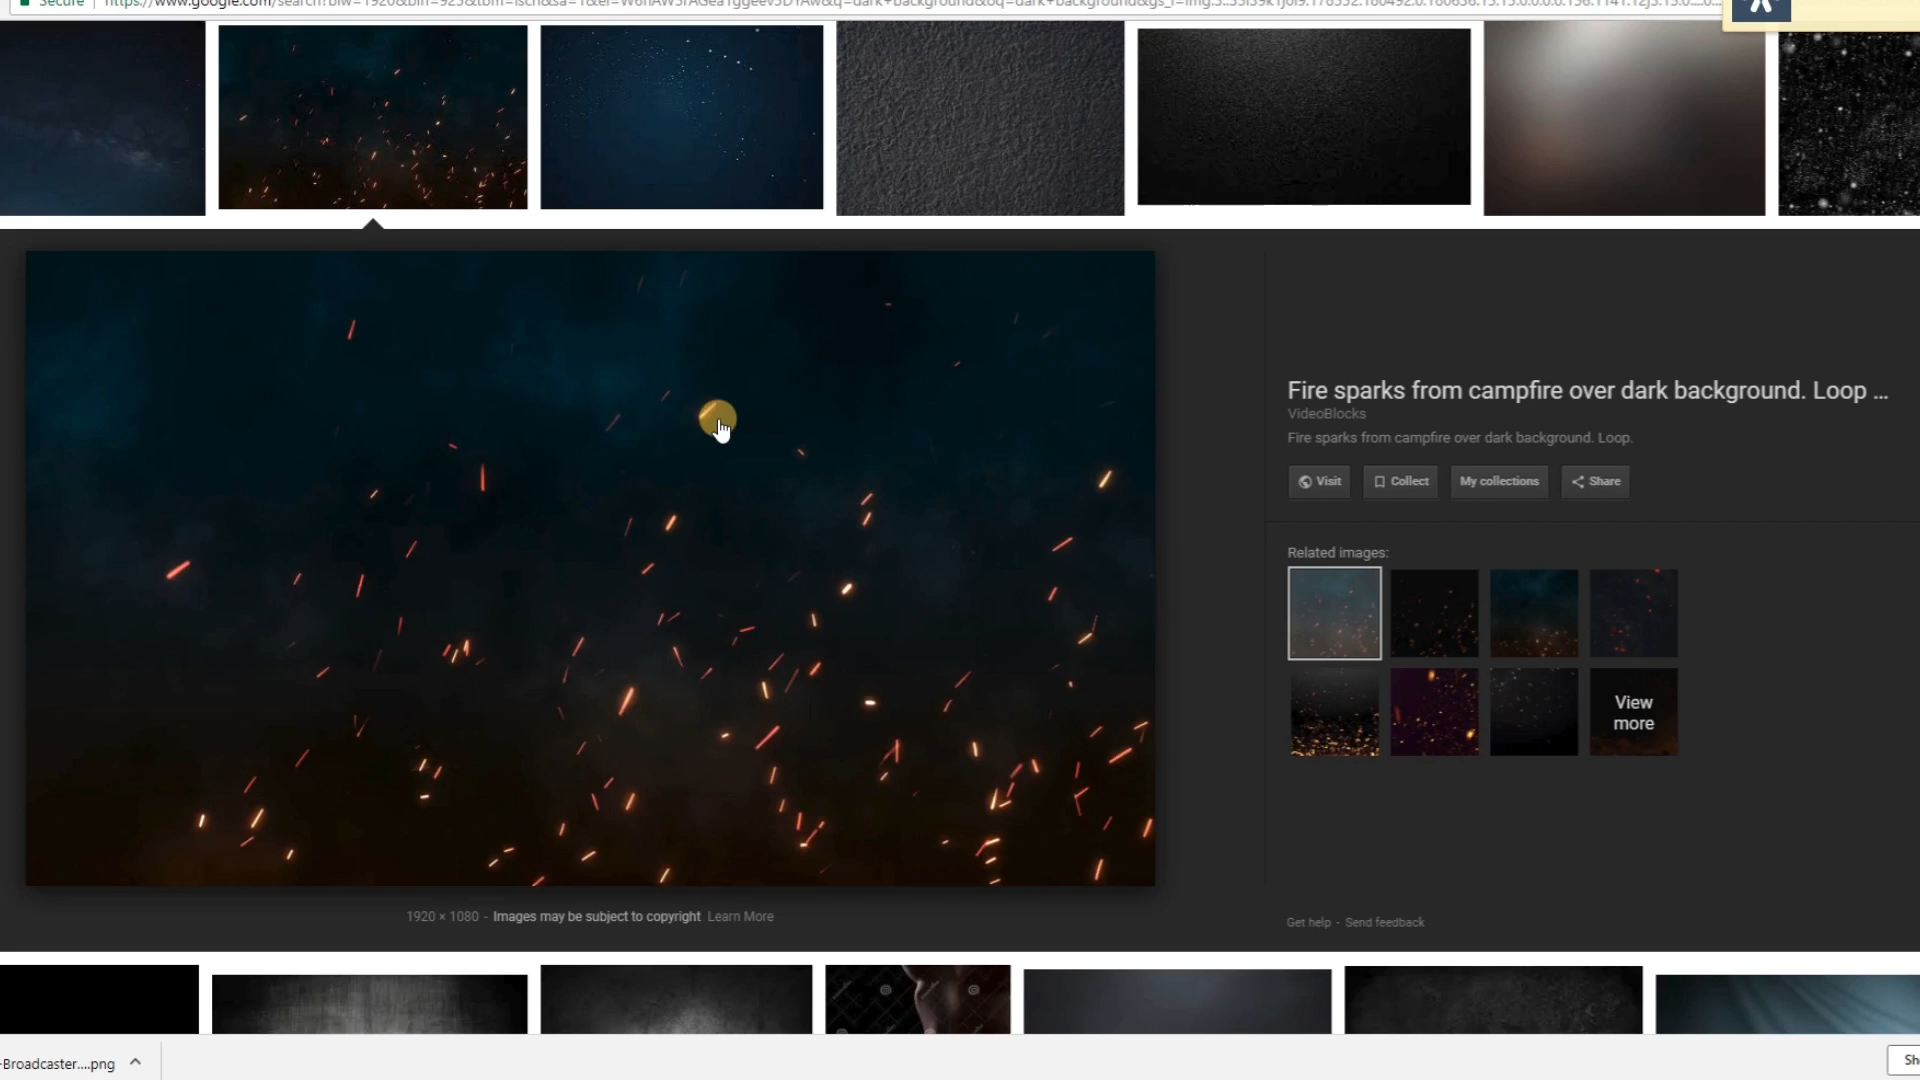 Secure
Fire sparks from campfire over dark background. Loop ...
VideoBlocks
Fire sparks from campfire over dark background. Loop.
Visit
Collect
My collections
Share
Related images:
View
more
1920 × 1080 - Images may be subject to copyright Learn More
Get help - Send feedback
-Broadcaster....png